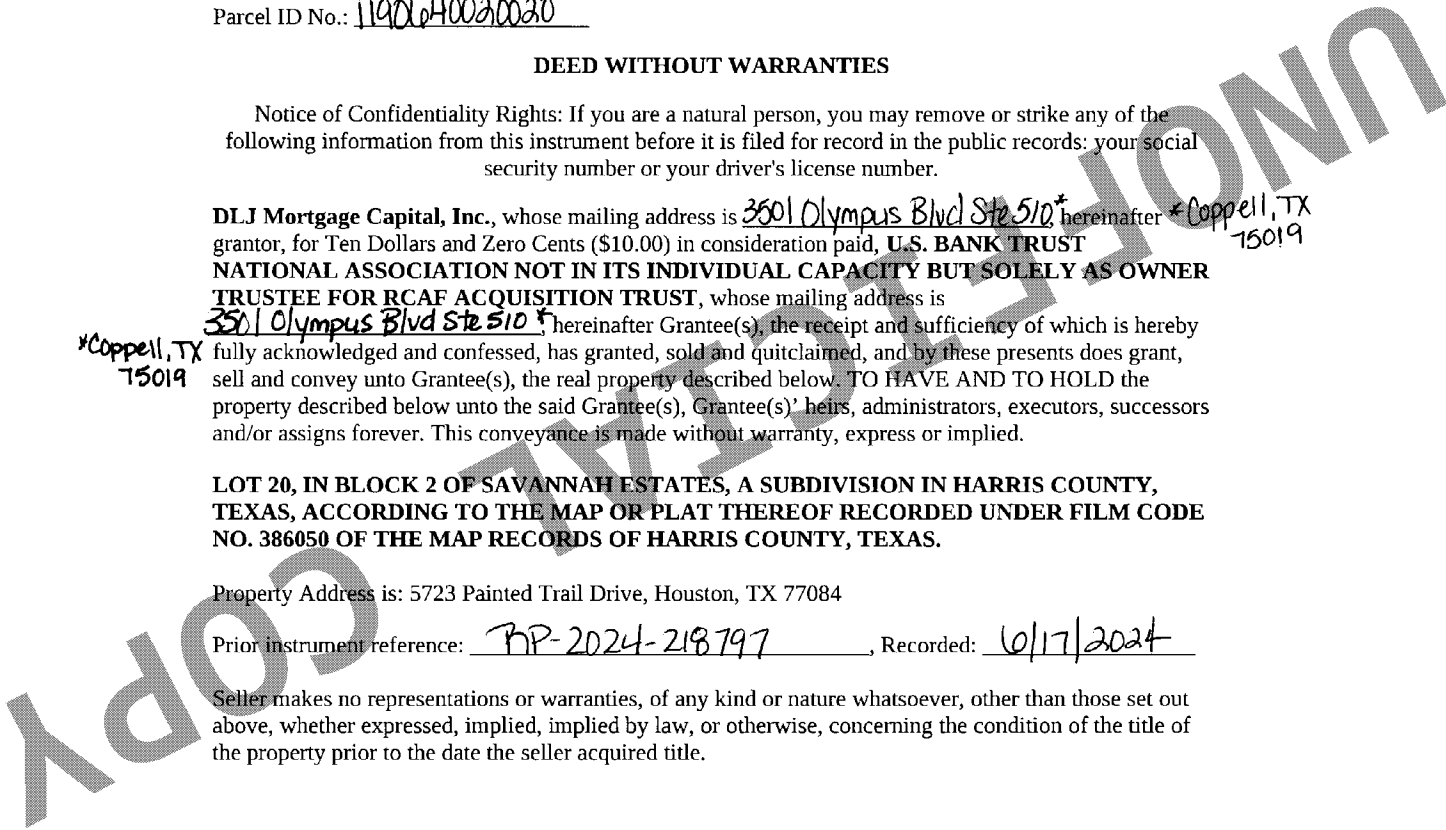 Parcel ID No.: 1190640020020
DEED WITHOUT WARRANTIES
Notice of Confidentiality Rights: If you are a natural person, you may remove or strike any of the
following information from this instrument before it is filed for record in the public records: your social
security number or your driver's license number.
DLJ Mortgage Capital, Inc., whose mailing address is 3501 Olympus Blvd Ste 510,* hereinafter *Coppell, TX
grantor, for Ten Dollars and Zero Cents ($10.00) in consideration paid, U.S. BANK TRUST 75019
NATIONAL ASSOCIATION NOT IN ITS INDIVIDUAL CAPACITY BUT SOLELY AS OWNER
TRUSTEE FOR RCAF ACQUISITION TRUST, whose mailing address is
3501 Olympus Blvd Ste 510 *, hereinafter Grantee(s), the receipt and sufficiency of which is hereby
*Coppell, TX fully acknowledged and confessed, has granted, sold and quitclaimed, and by these presents does grant,
75019 sell and convey unto Grantee(s), the real property described below. TO HAVE AND TO HOLD the
property described below unto the said Grantee(s), Grantee(s)' heirs, administrators, executors, successors
and/or assigns forever. This conveyance is made without warranty, express or implied.
LOT 20, IN BLOCK 2 OF SAVANNAH ESTATES, A SUBDIVISION IN HARRIS COUNTY,
TEXAS, ACCORDING TO THE MAP OR PLAT THEREOF RECORDED UNDER FILM CODE
NO. 386050 OF THE MAP RECORDS OF HARRIS COUNTY, TEXAS.
Property Address is: 5723 Painted Trail Drive, Houston, TX 77084
Prior instrument reference: RP-2024-218797, Recorded: 6/17/2024
Seller makes no representations or warranties, of any kind or nature whatsoever, other than those set out
above, whether expressed, implied, implied by law, or otherwise, concerning the condition of the title of
the property prior to the date the seller acquired title.
UNOFFICIAL COPY